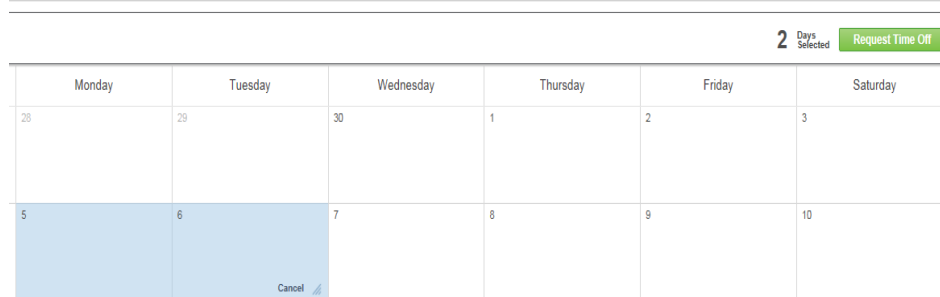 2 Days Selected Request Time Off
Monday Tuesday Wednesday Thursday Friday Saturday
28 29 30 1 2 3
5 6 7 8 9 10
Cancel